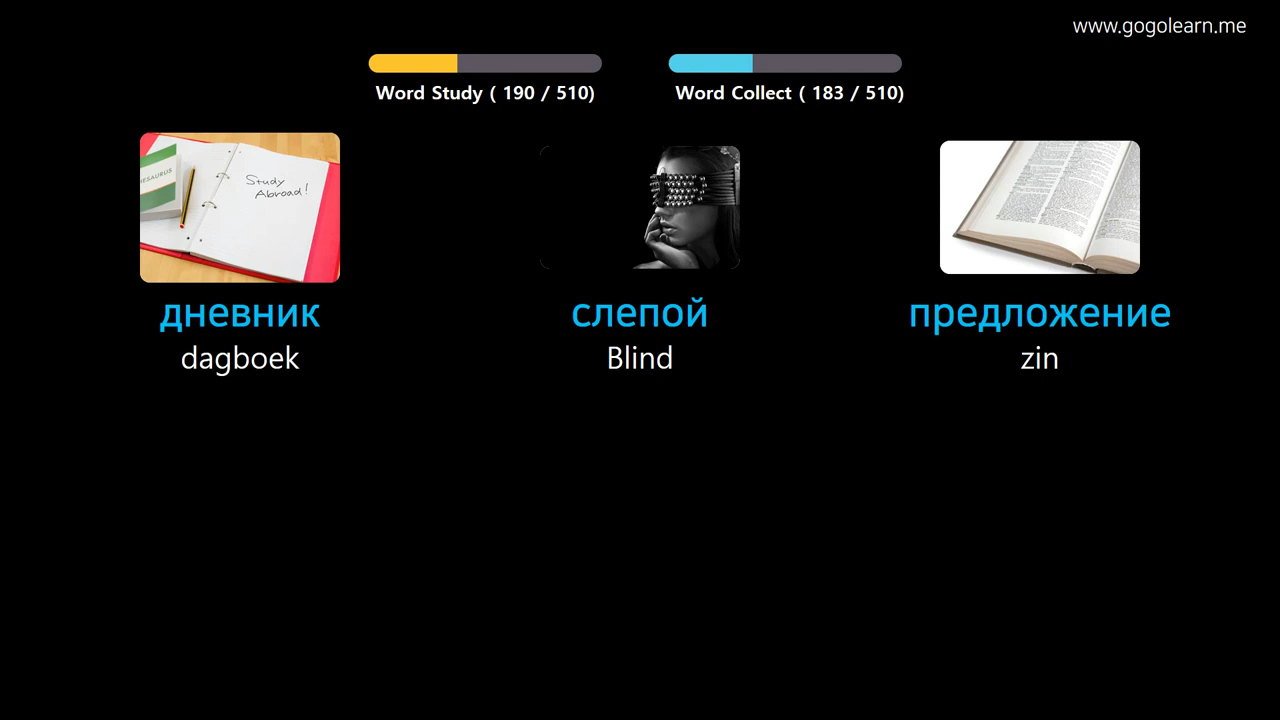 www.gogolearn.me
Word Study ( 190 / 510)
Word Collect ( 183 / 510)
THESAURUS
Study
Abroad!
дневник
слепой
предложение
dagboek
Blind
zin